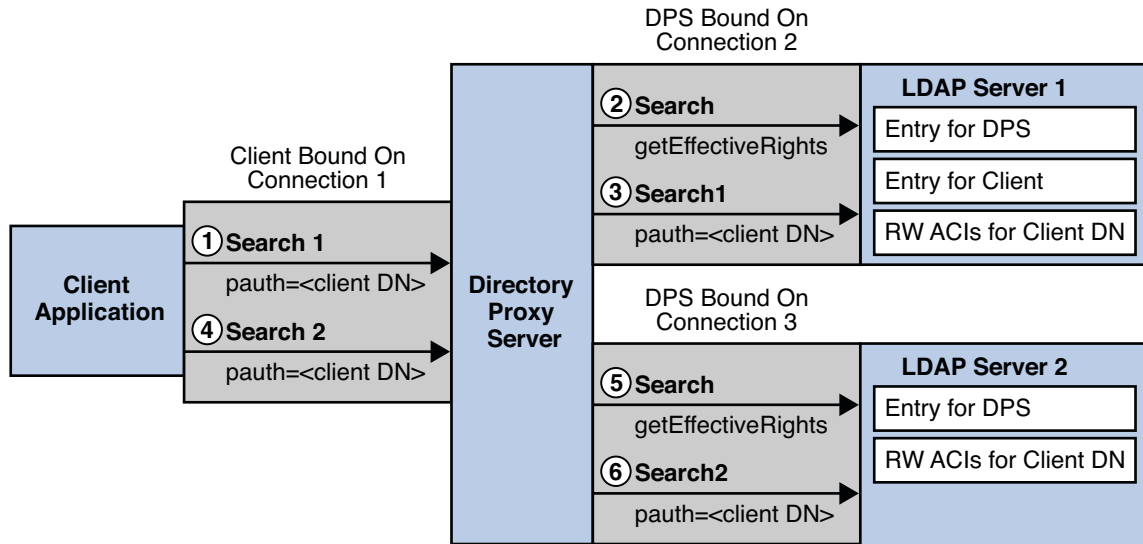 DPS Bound On
Connection 2
Client Bound On
Connection 1
Client
Application
1 Search 1
pauth=<client DN>
4 Search 2
pauth=<client DN>
Directory
Proxy
Server
2 Search
getEffectiveRights
3 Search1
pauth=<client DN>
LDAP Server 1
Entry for DPS
Entry for Client
RW ACIs for Client DN
DPS Bound On
Connection 3
5 Search
getEffectiveRights
6 Search2
pauth=<client DN>
LDAP Server 2
Entry for DPS
RW ACIs for Client DN